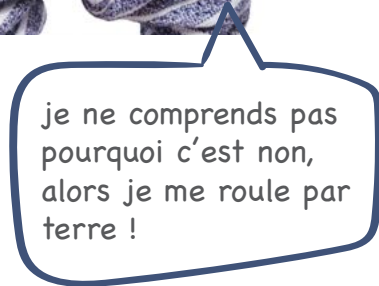 je ne comprends pas
pourquoi c’est non,
alors je me roule par
terre !